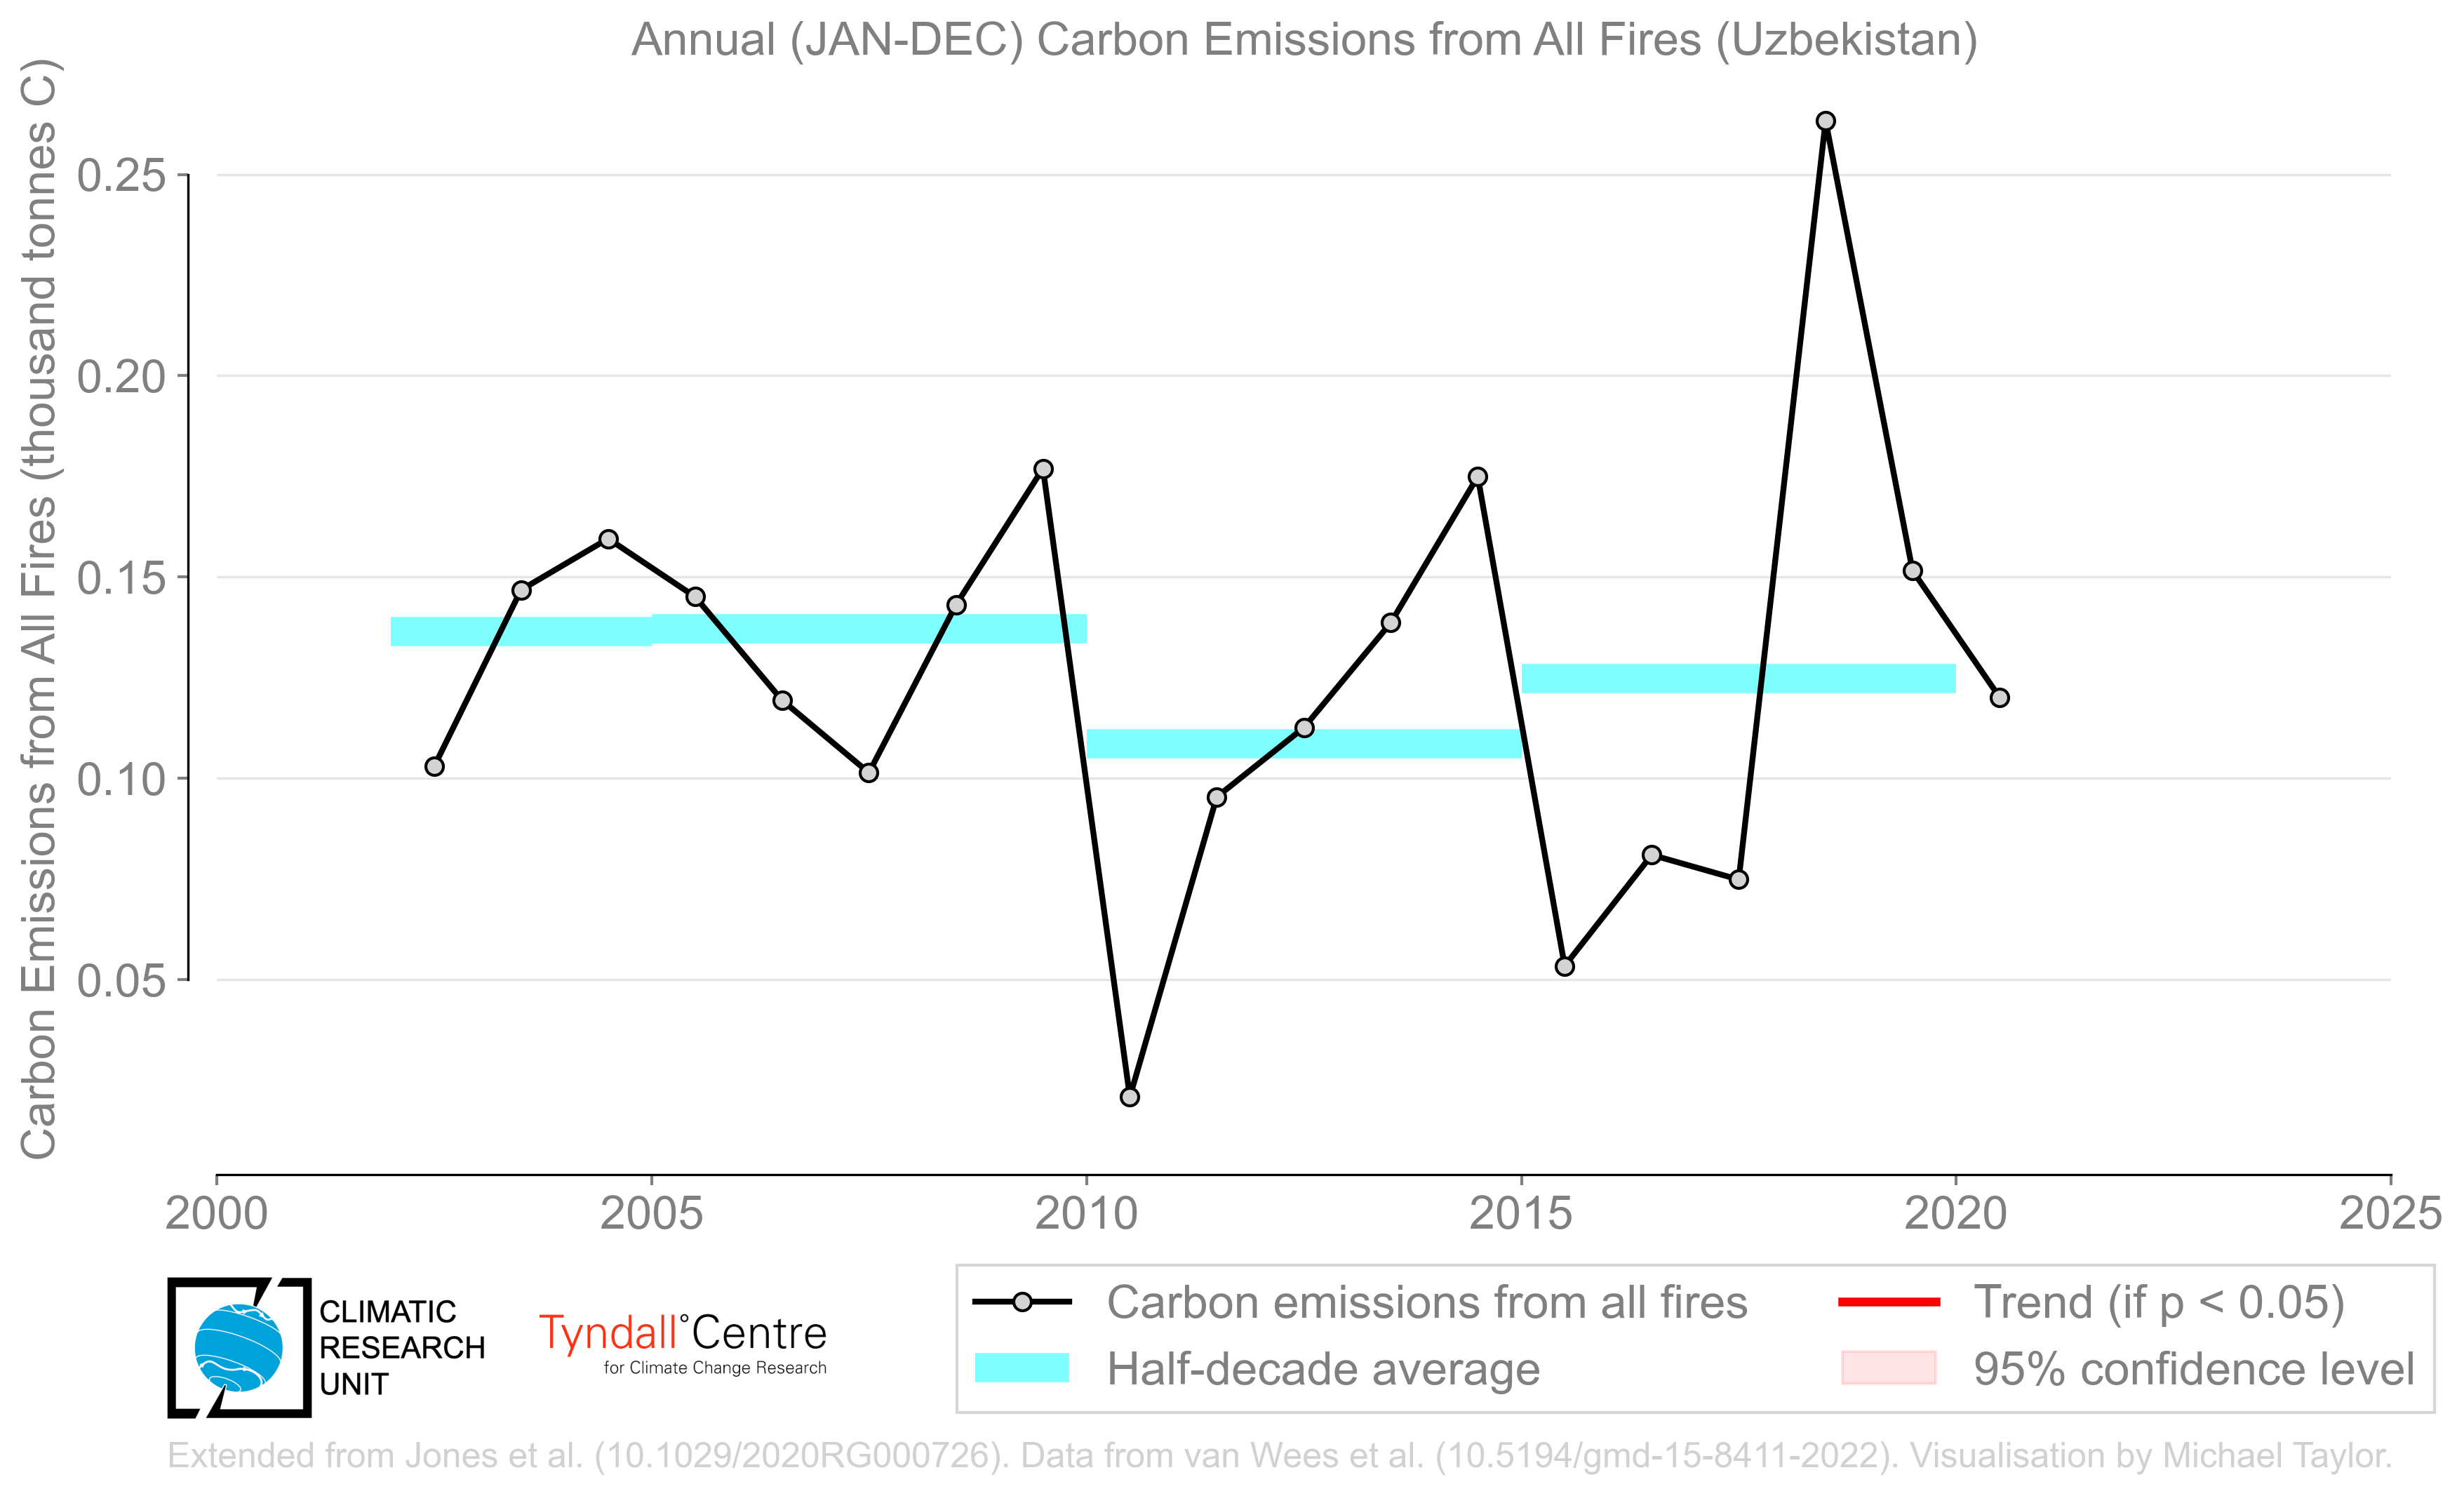 Annual (JAN-DEC) Carbon Emissions from All Fires (Uzbekistan)
Carbon Emissions from All Fires (thousand tonnes C)
0.25
0.20
0.15
0.10
0.05
2000 2005 2010 2015 2020 2025
CLIMATIC
RESEARCH
UNIT
Tyndall°Centre
for Climate Change Research
Carbon emissions from all fires
Half-decade average
Trend (if p < 0.05)
95% confidence level
Extended from Jones et al. (10.1029/2020RG000726). Data from van Wees et al. (10.5194/gmd-15-8411-2022). Visualisation by Michael Taylor.